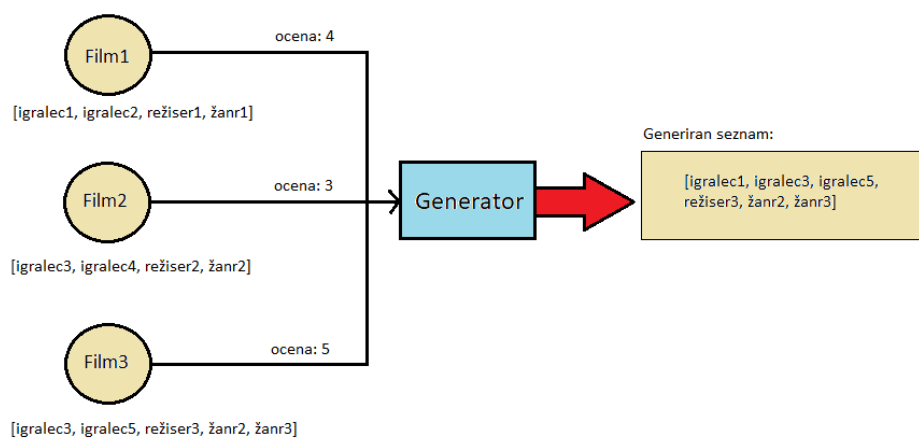 Film1
ocena: 4
[igralec1, igralec2, režiser1, žanr1]
Film2
ocena: 3
[igralec3, igralec4, režiser2, žanr2]
Film3
ocena: 5
[igralec3, igralec5, režiser3, žanr2, žanr3]
Generator
Generiran seznam:
[igralec1, igralec3, igralec5,
režiser3, žanr2, žanr3]